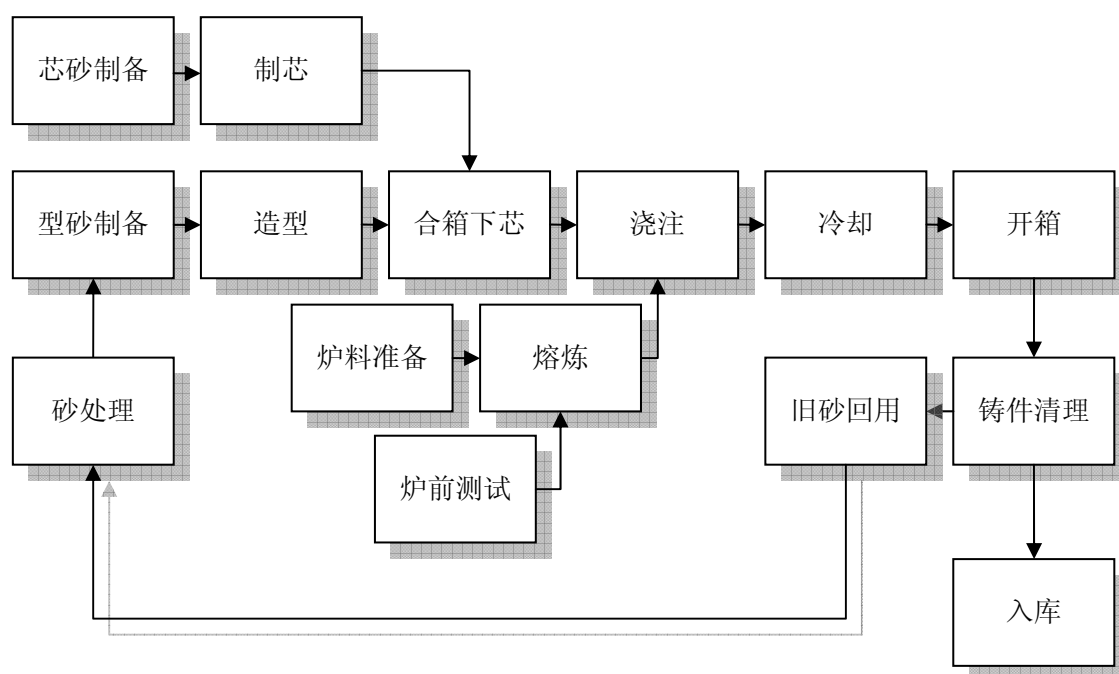 芯砂制备
制芯
型砂制备
造型
合箱下芯
浇注
冷却
开箱
炉料准备
熔炼
砂处理
旧砂回用
铸件清理
炉前测试
入库